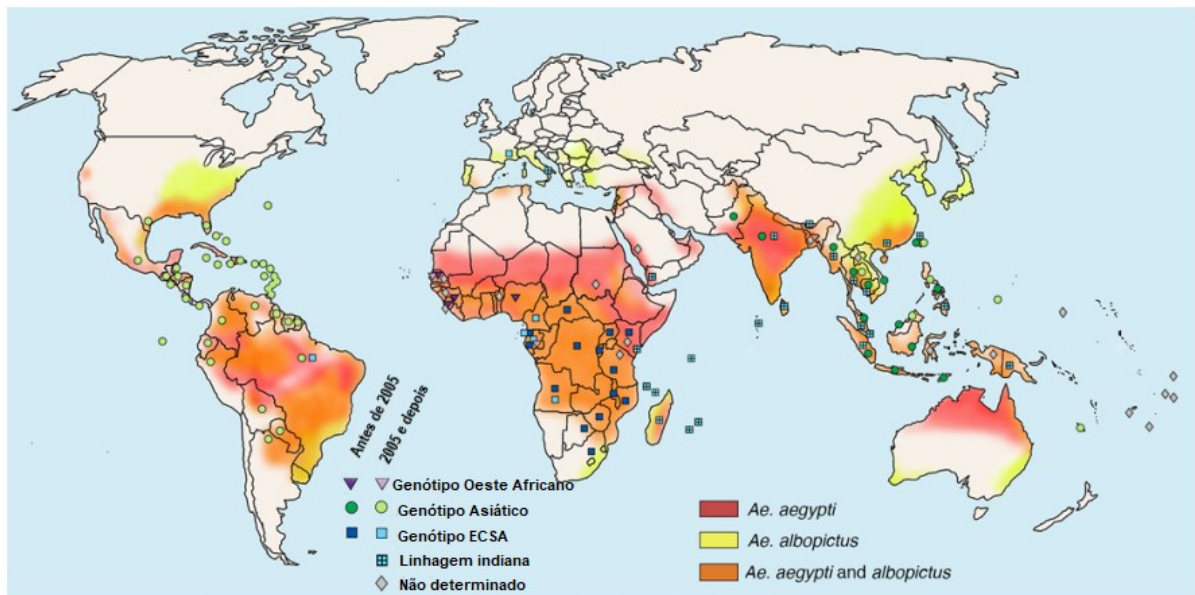 Antes de 2005
2005 e depois
Genótipo Oeste Africano
Genótipo Asiático
Genótipo ECSA
Linhagem indiana
Não determinado
Ae. aegypti
Ae. albopictus
Ae. aegypti and albopictus